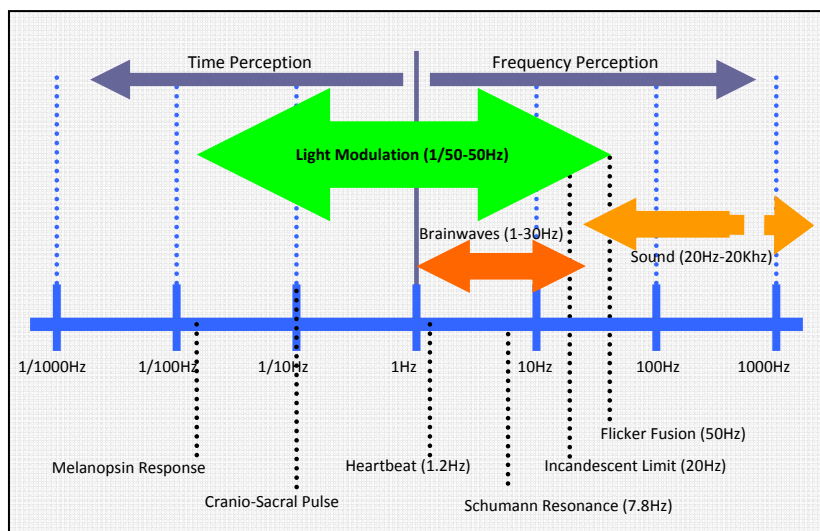 Time Perception
Frequency Perception
Light Modulation (1/50-50Hz)
Brainwaves (1-30Hz)
Sound (20Hz-20Khz)
1/1000Hz
1/100Hz
1/10Hz
1Hz
10Hz
100Hz
1000Hz
Flicker Fusion (50Hz)
Melanopsin Response
Heartbeat (1.2Hz)
Incandescent Limit (20Hz)
Cranio-Sacral Pulse
Schumann Resonance (7.8Hz)